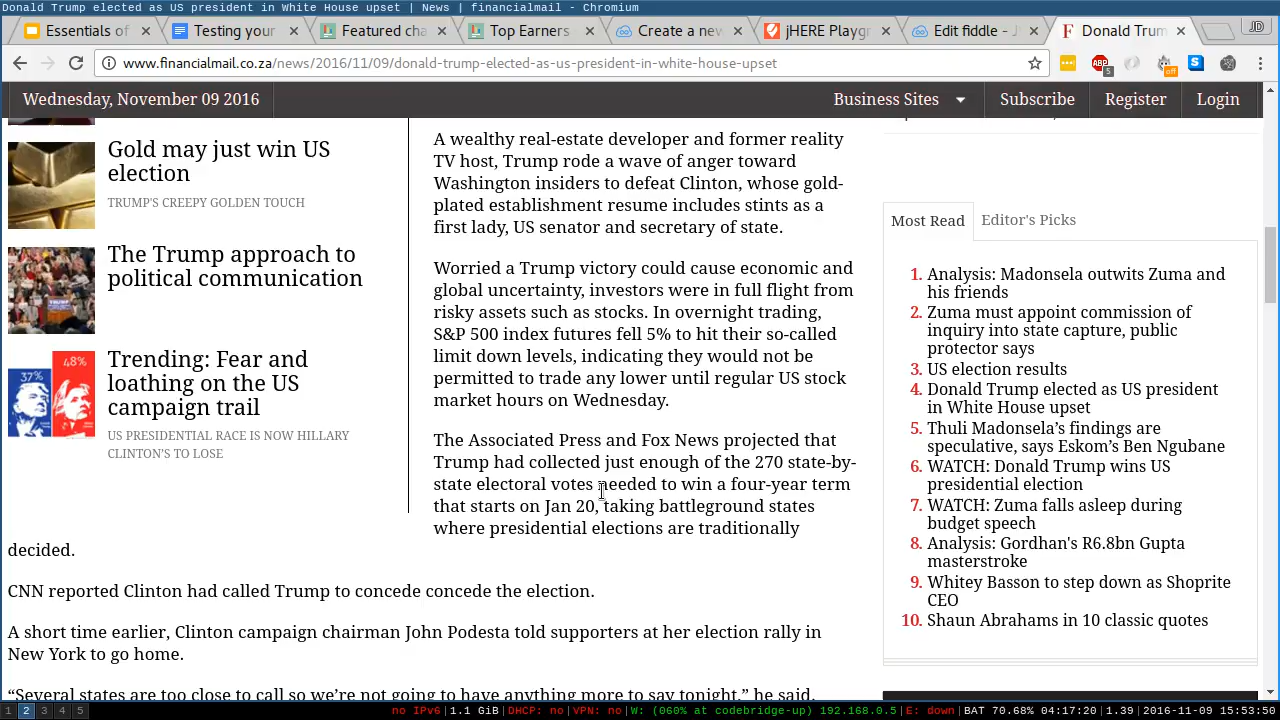 Donald Trump elected as US president in White House upset | News | financialmail - Chromium
Essentials of
Testing your
Featured cha
Top Earners
Create a new
jHERE Playgr
Edit fiddle - J
Donald Trum
JD
www.financialmail.co.za/news/2016/11/09/donald-trump-elected-as-us-president-in-white-house-upset
ABP
5
off
S
Wednesday, November 09 2016
Business Sites
Subscribe
Register
Login
Gold may just win US
election
TRUMP'S CREEPY GOLDEN TOUCH
The Trump approach to
political communication
37%
48%
Trending: Fear and
loathing on the US
campaign trail
US PRESIDENTIAL RACE IS NOW HILLARY
CLINTON'S TO LOSE
A wealthy real-estate developer and former reality
TV host, Trump rode a wave of anger toward
Washington insiders to defeat Clinton, whose gold-
plated establishment resume includes stints as a
first lady, US senator and secretary of state.
Worried a Trump victory could cause economic and
global uncertainty, investors were in full flight from
risky assets such as stocks. In overnight trading,
S&P 500 index futures fell 5% to hit their so-called
limit down levels, indicating they would not be
permitted to trade any lower until regular US stock
market hours on Wednesday.
The Associated Press and Fox News projected that
Trump had collected just enough of the 270 state-by-
state electoral votes needed to win a four-year term
that starts on Jan 20, taking battleground states
where presidential elections are traditionally
decided.
CNN reported Clinton had called Trump to concede concede the election.
A short time earlier, Clinton campaign chairman John Podesta told supporters at her election rally in
New York to go home.
“Several states are too close to call so we’re not going to have anything more to say tonight,” he said.
Most Read
Editor's Picks
1. Analysis: Madonsela outwits Zuma and
his friends
2. Zuma must appoint commission of
inquiry into state capture, public
protector says
3. US election results
4. Donald Trump elected as US president
in White House upset
5. Thuli Madonsela’s findings are
speculative, says Eskom’s Ben Ngubane
6. WATCH: Donald Trump wins US
presidential election
7. WATCH: Zuma falls asleep during
budget speech
8. Analysis: Gordhan's R6.8bn Gupta
masterstroke
9. Whitey Basson to step down as Shoprite
CEO
10. Shaun Abrahams in 10 classic quotes
1 2 3 4 5
no IPv6|1.1 GiB|DHCP: no|VPN: no|W: (060% at codebridge-up) 192.168.0.5|E: down|BAT 70.68% 04:17:20|1.39|2016-11-09 15:53:50